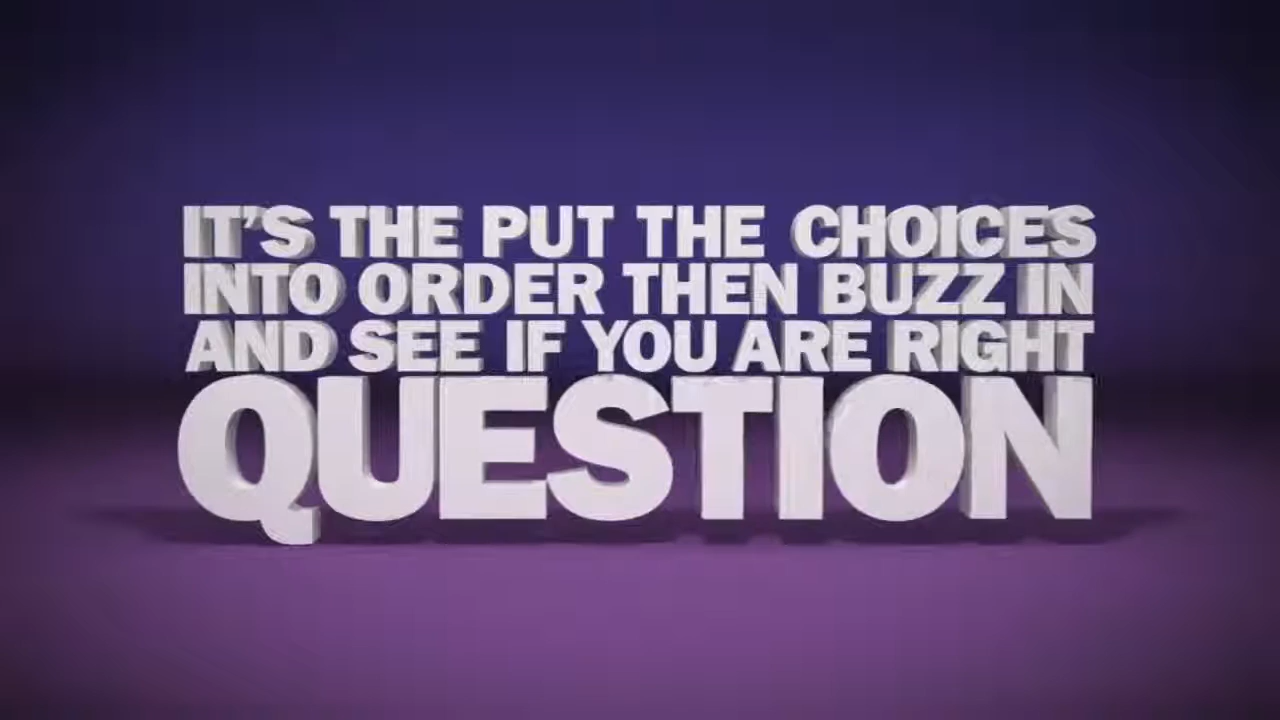 IT'S THE PUT THE CHOICES
INTO ORDER THEN BUZZ IN
AND SEE IF YOU ARE RIGHT
QUESTION